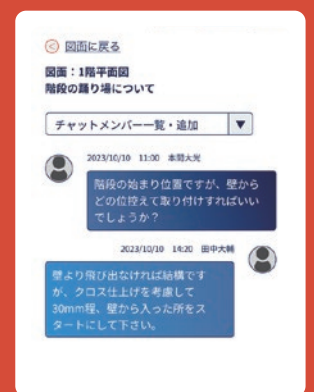 図面に戻る
図面：1階平面図
階段の踊り場について
チャットメンバー一覧・追加
2023/10/10 11:00 本間大光
階段の始まり位置ですが、壁から
どの位控えて取り付けすればいい
でしょうか？
2023/10/10 14:20 田中大輔
壁より飛び出なければ結構です
が、クロス仕上げを考慮して
30mm程、壁から入った所をス
タートにして下さい。